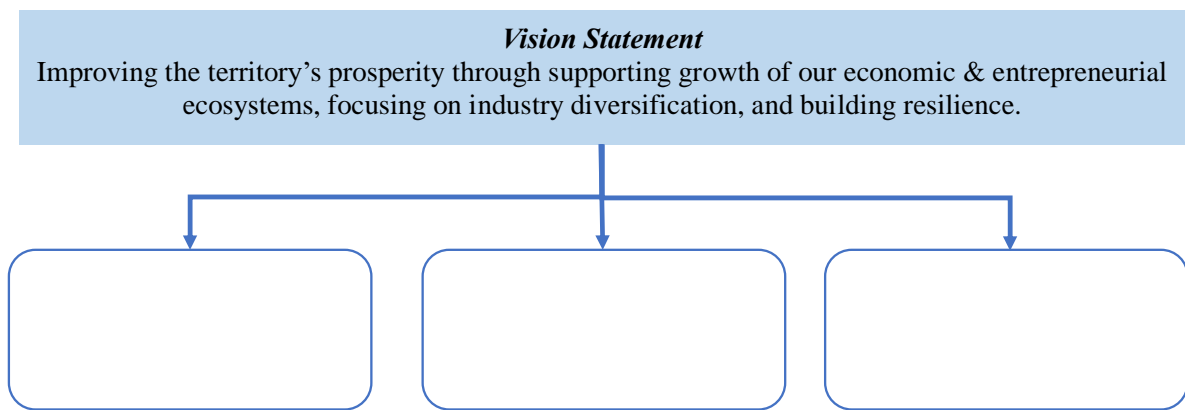 Vision Statement
Improving the territory’s prosperity through supporting growth of our economic & entrepreneurial
ecosystems, focusing on industry diversification, and building resilience.